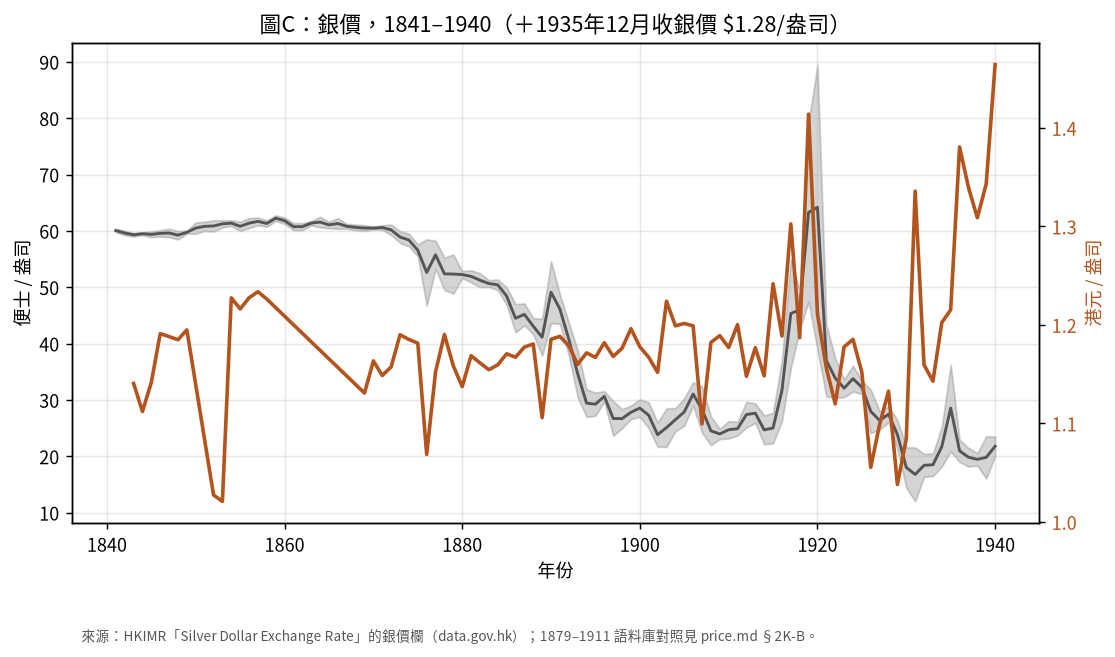 圖C：銀價，1841–1940（＋1935年12月收銀價 $1.28/盎司）
便士 / 盎司
90
80
70
60
50
40
30
20
10
港元 / 盎司
1.4
1.3
1.2
1.1
1.0
1840 1860 1880 1900 1920 1940
年份
來源：HKIMR「Silver Dollar Exchange Rate」的銀價欄（data.gov.hk）；1879–1911 語料庫對照見 price.md §2K-B。